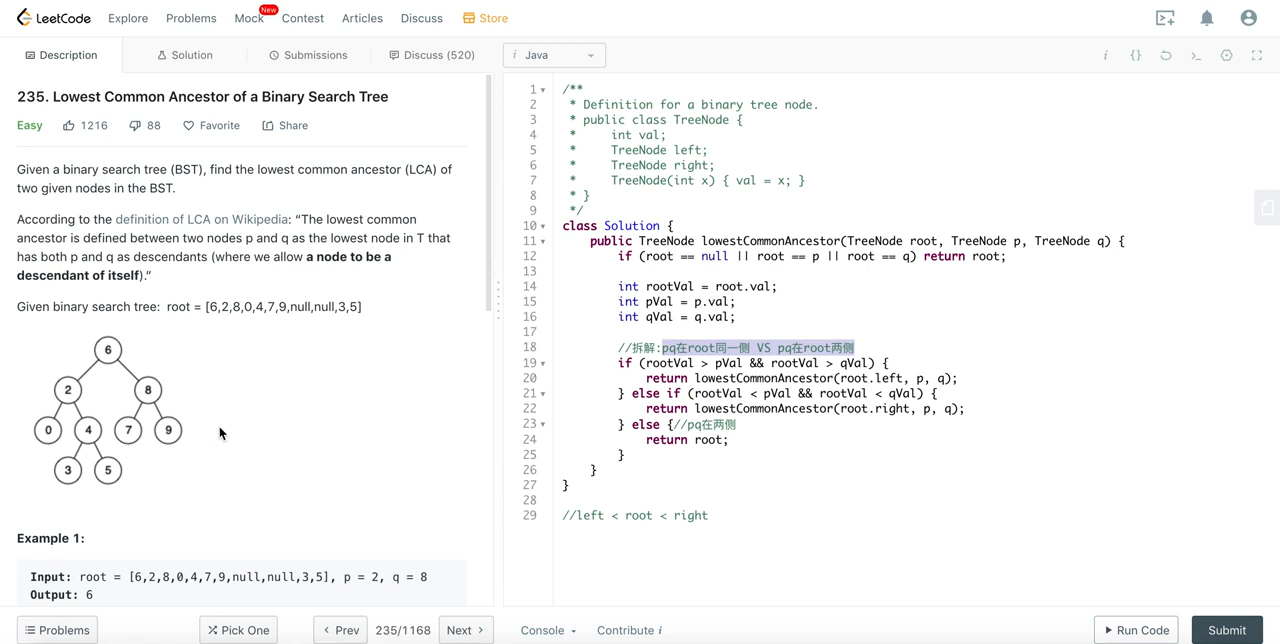 LeetCode Explore Problems Mock New Contest Articles Discuss Store
Description Solution Submissions Discuss (520)
235. Lowest Common Ancestor of a Binary Search Tree
Easy 1216 88 Favorite Share
Given a binary search tree (BST), find the lowest common ancestor (LCA) of
two given nodes in the BST.
According to the definition of LCA on Wikipedia: “The lowest common
ancestor is defined between two nodes p and q as the lowest node in T that
has both p and q as descendants (where we allow a node to be a
descendant of itself).”
Given binary search tree:  root = [6,2,8,0,4,7,9,null,null,3,5]
6
2 8
0 4 7 9
3 5
Example 1:
Input: root = [6,2,8,0,4,7,9,null,null,3,5], p = 2, q = 8
Output: 6
Problems Pick One Prev 235/1168 Next
i Java i {}
1 /**
2  * Definition for a binary tree node.
3  * public class TreeNode {
4  *     int val;
5  *     TreeNode left;
6  *     TreeNode right;
7  *     TreeNode(int x) { val = x; }
8  * }
9  */
10 class Solution {
11     public TreeNode lowestCommonAncestor(TreeNode root, TreeNode p, TreeNode q) {
12         if (root == null || root == p || root == q) return root;
13
14         int rootVal = root.val;
15         int pVal = p.val;
16         int qVal = q.val;
17
18         //拆解:pq在root同一侧 VS pq在root两侧
19         if (rootVal > pVal && rootVal > qVal) {
20             return lowestCommonAncestor(root.left, p, q);
21         } else if (rootVal < pVal && rootVal < qVal) {
22             return lowestCommonAncestor(root.right, p, q);
23         } else {//pq在两侧
24             return root;
25         }
26     }
27 }
28
29 //left < root < right
Console Contribute i Run Code Submit